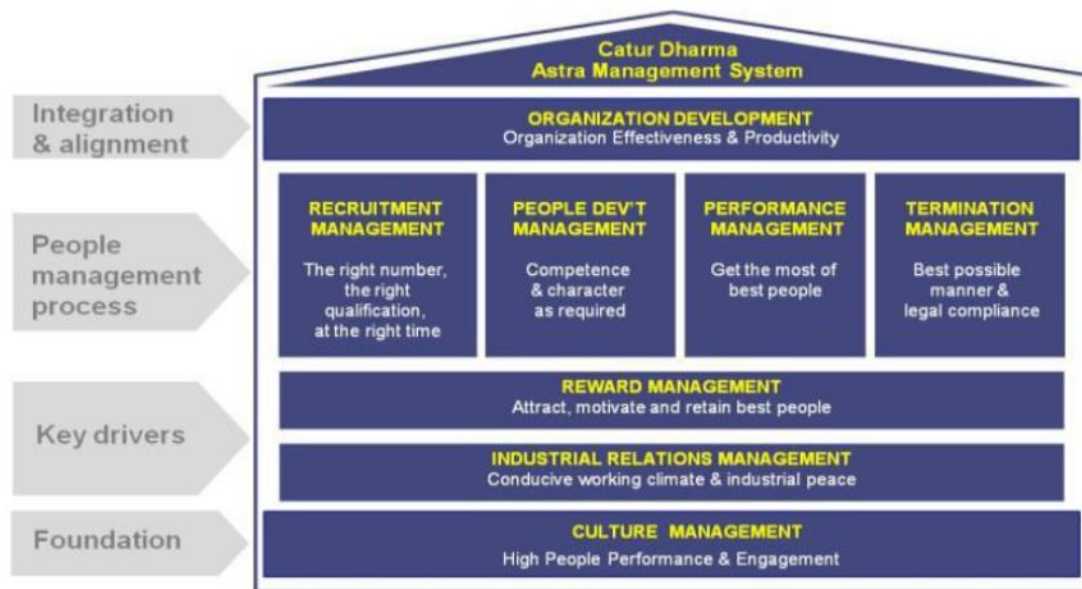 Catur Dharma
Astra Management System
Integration
& alignment
ORGANIZATION DEVELOPMENT
Organization Effectiveness & Productivity
People
management
process
RECRUITMENT
MANAGEMENT
The right number,
the right
qualification,
at the right time
PEOPLE DEV'T
MANAGEMENT
Competence
& character
as required
PERFORMANCE
MANAGEMENT
Get the most of
best people
TERMINATION
MANAGEMENT
Best possible
manner &
legal compliance
Key drivers
REWARD MANAGEMENT
Attract, motivate and retain best people
INDUSTRIAL RELATIONS MANAGEMENT
Conducive working climate & industrial peace
Foundation
CULTURE MANAGEMENT
High People Performance & Engagement